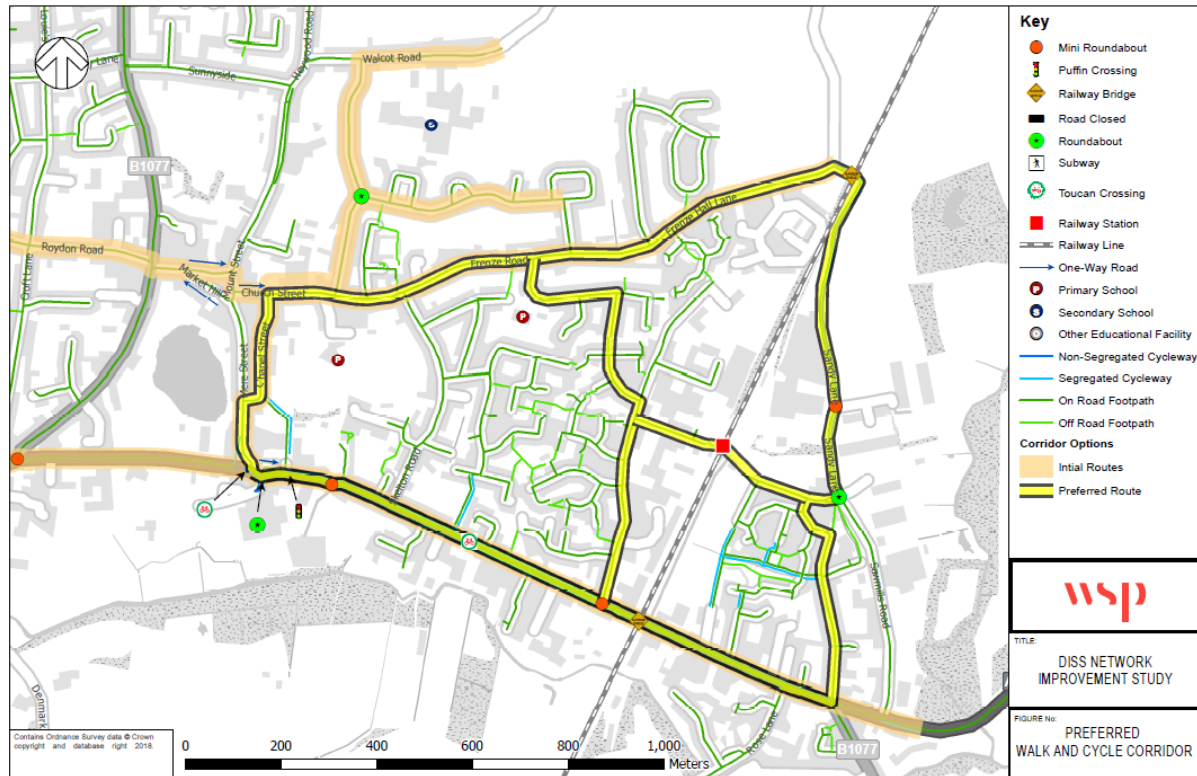 Walcot Road
Sunnyside
Heywood Road
y Lane
B1077
Roydon Road
Croft Lane
Market Hill
Mount Street
Church Street
Frenze Road
Frenze Hall Lane
Mere Street
Chapel Street
Sandy Lane
Sandy Lane
Skelton Road
Sawmills Road
Rose Lane
B1077
Denmark
Contains Ordnance Survey data © Crown
copyright and database right 2018.
0 200 400 600 800 1,000
Meters
Key
Mini Roundabout
Puffin Crossing
Railway Bridge
Road Closed
Roundabout
Subway
Toucan Crossing
Railway Station
Railway Line
One-Way Road
Primary School
Secondary School
Other Educational Facility
Non-Segregated Cycleway
Segregated Cycleway
On Road Footpath
Off Road Footpath
Corridor Options
Intial Routes
Preferred Route
wsp
TITLE:
DISS NETWORK
IMPROVEMENT STUDY
FIGURE No:
PREFERRED
WALK AND CYCLE CORRIDOR